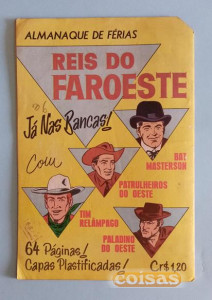 ALMANAQUE DE FÉRIAS
REIS DO
FAROESTE
Já Nas Bancas!
Com
BAT
MASTERSON
PATRULHEIROS
DO OESTE
TIM
RELÂMPAGO
PALADINO
DO OESTE
64 Páginas!
Capas Plastificadas!
Cr$ 1,20
coisas